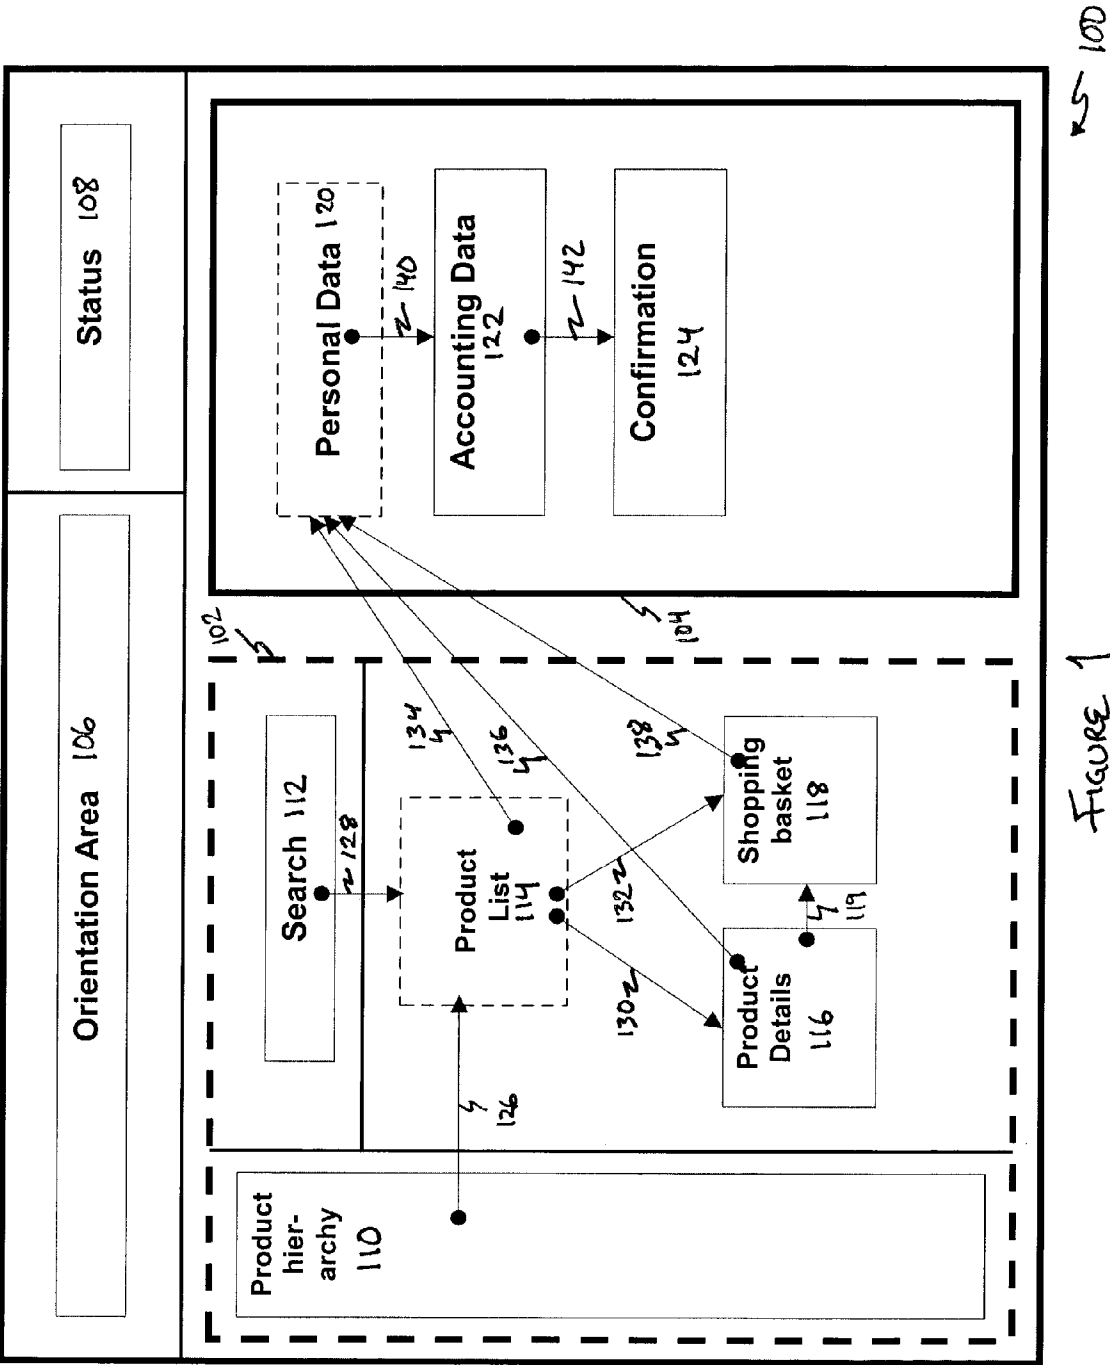 100
Orientation Area 106
Status 108
102
Product
hier-
archy
110
Search 112
128
126
Product
List
114
134
136
130
132
138
Product
Details
116
119
Shopping
basket
118
104
Personal Data 120
140
Accounting Data
122
142
Confirmation
124
FIGURE 1